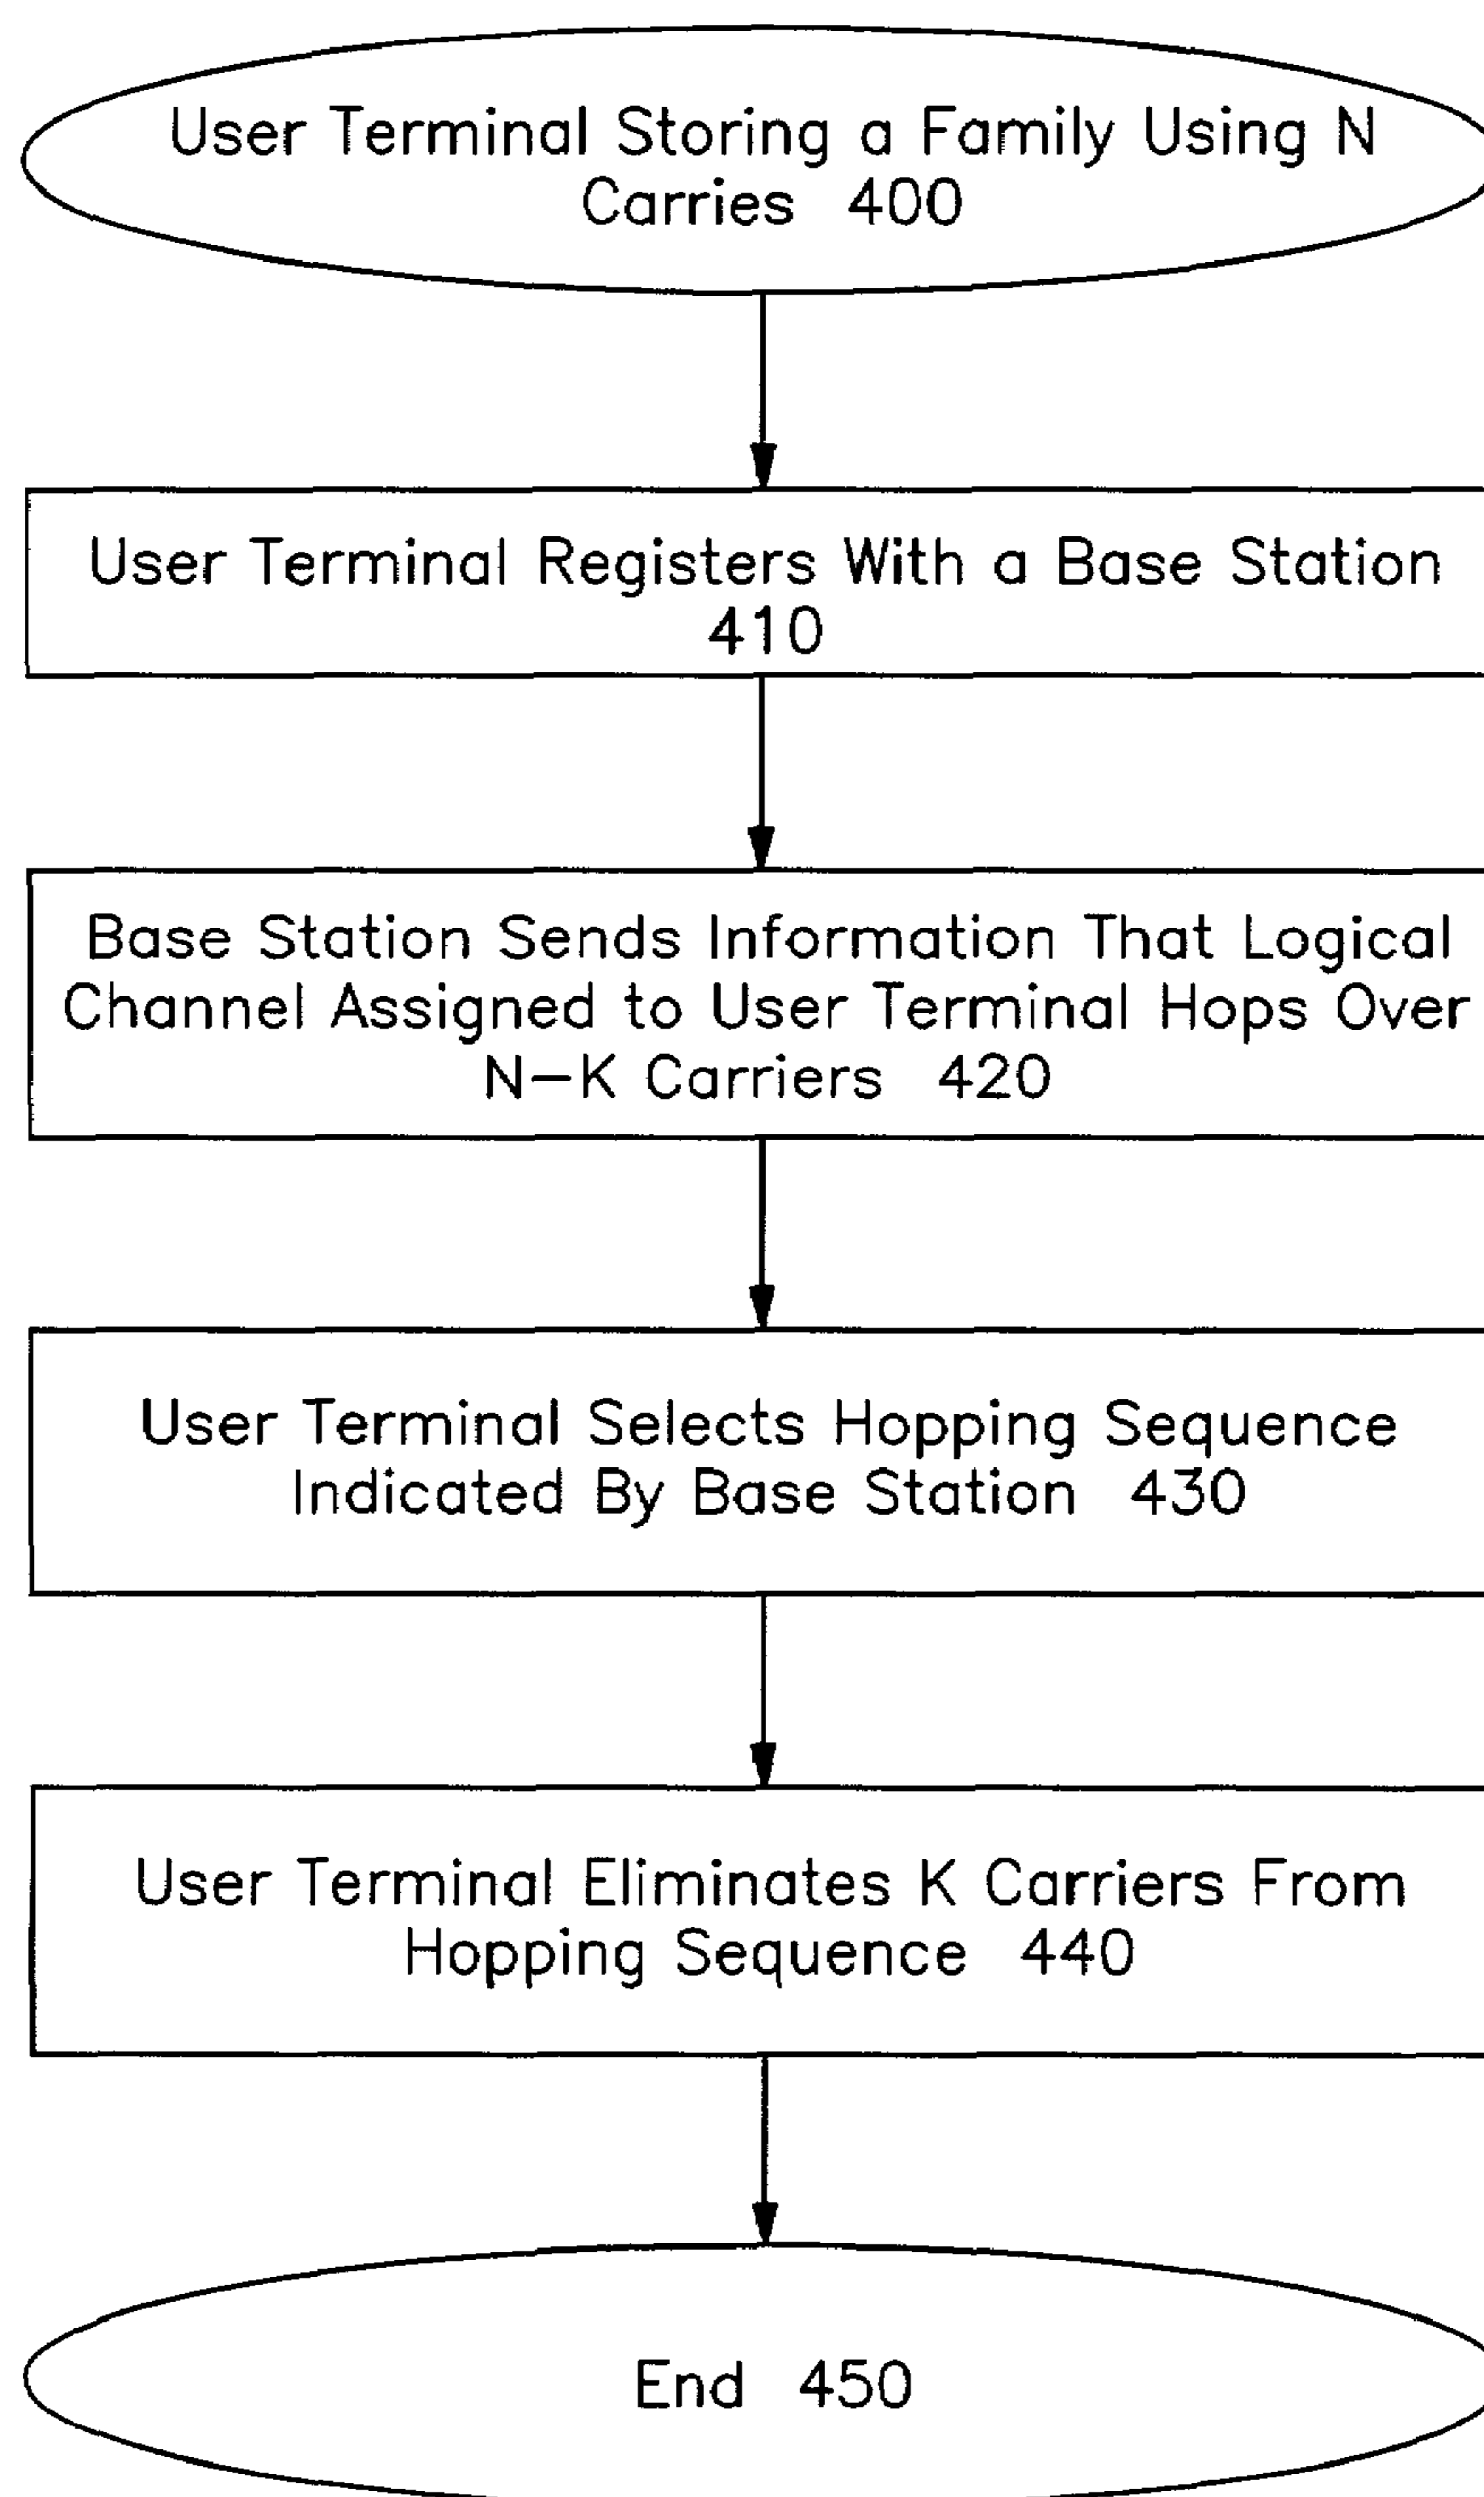 User Terminal Storing a Family Using N
Carries 400
User Terminal Registers With a Base Station
410
Base Station Sends Information That Logical
Channel Assigned to User Terminal Hops Over
N-K Carriers 420
User Terminal Selects Hopping Sequence
Indicated By Base Station 430
User Terminal Eliminates K Carriers From
Hopping Sequence 440
End 450